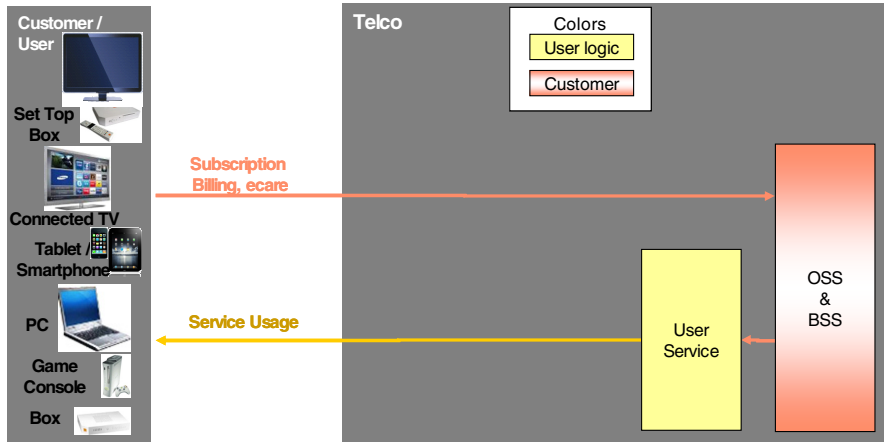 Customer /
User
Set Top
Box
Connected TV
Tablet /
Smartphone
PC
Game
Console
Box
Subscription
Billing, ecare
Service Usage
Telco
Colors
User logic
Customer
User
Service
OSS
&
BSS